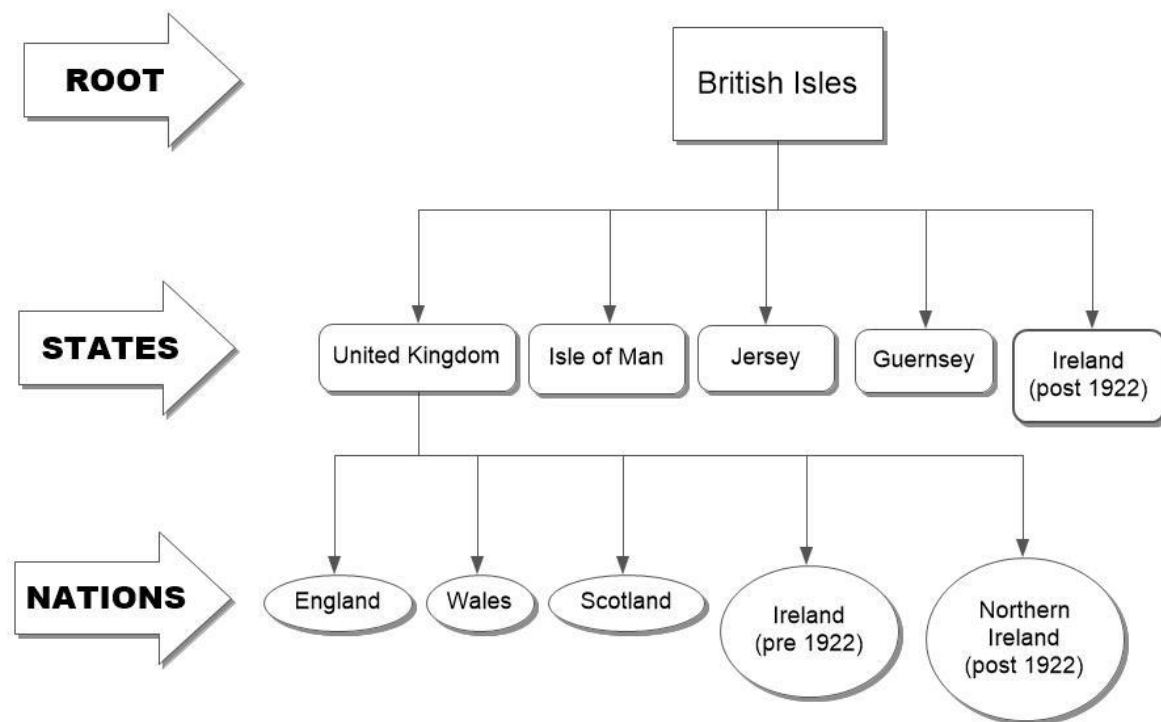 ROOT
British Isles
STATES
United Kingdom
Isle of Man
Jersey
Guernsey
Ireland
(post 1922)
NATIONS
England
Wales
Scotland
Ireland
(pre 1922)
Northern
Ireland
(post 1922)